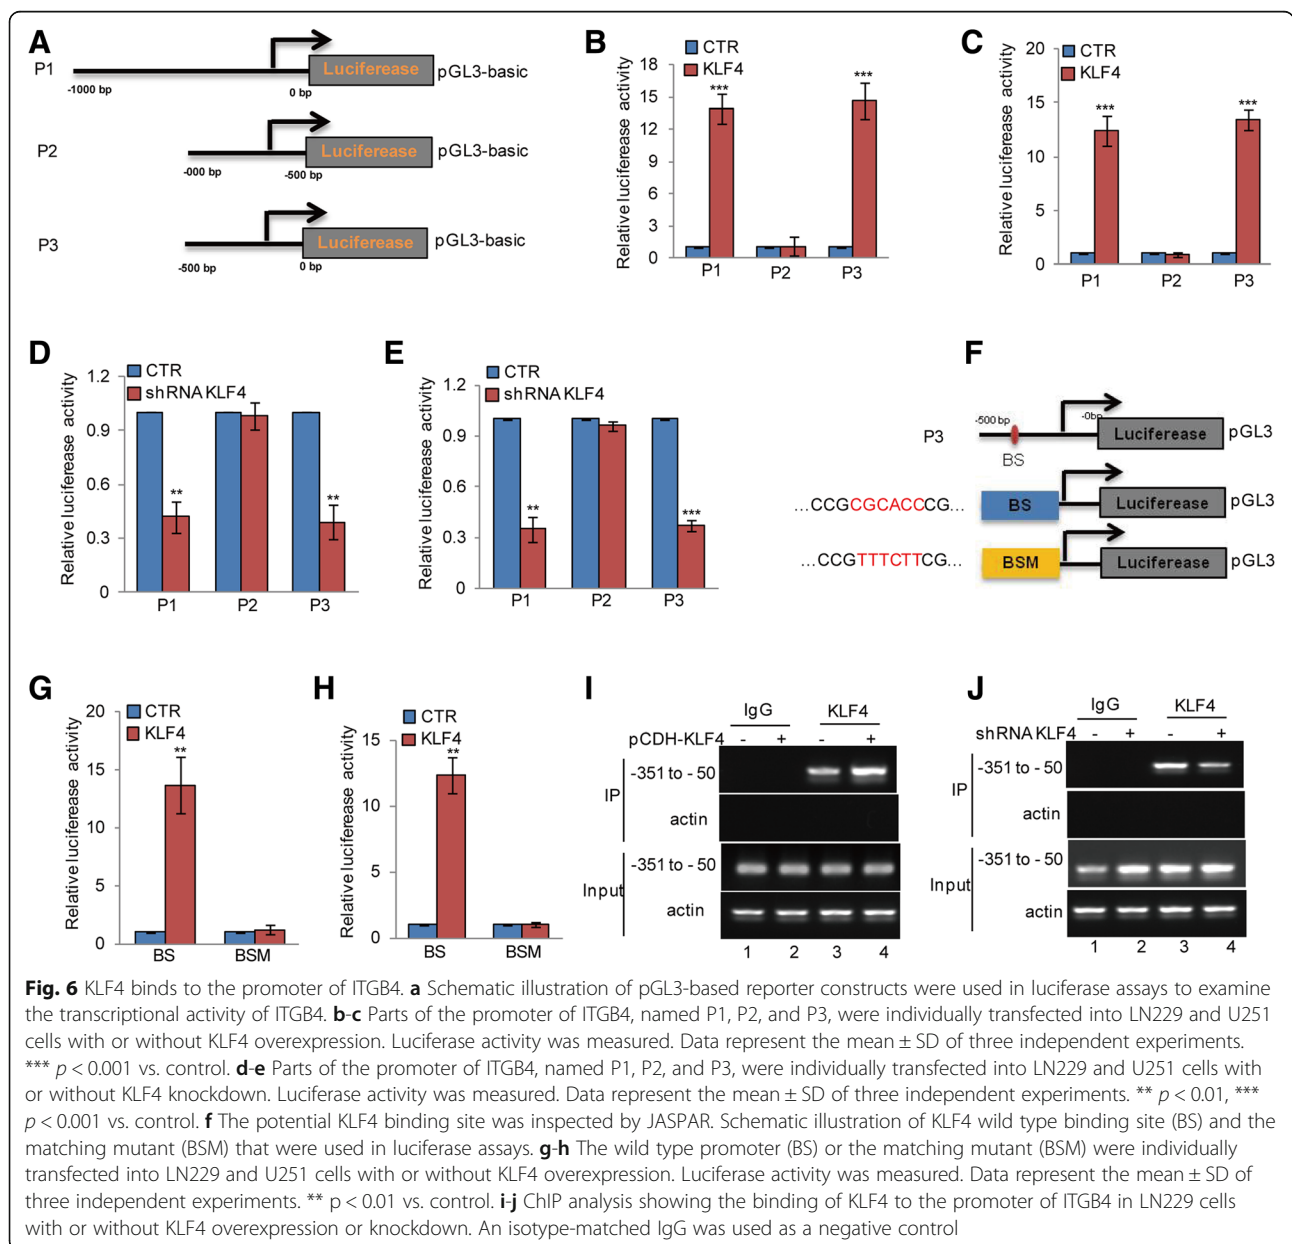 A
P1
Luciferease
pGL3-basic
-1000 bp
0 bp
P2
Luciferease
pGL3-basic
-000 bp
-500 bp
P3
Luciferease
pGL3-basic
-500 bp
0 bp
B
CTR
KLF4
Relative luciferease activity
18
15
12
9
6
3
0
***
***
P1 P2 P3
C
CTR
KLF4
Relative luciferease activity
20
15
10
5
0
***
***
P1 P2 P3
D
CTR
shRNA KLF4
Relative luciferease activity
1.2
0.9
0.6
0.3
0
**
**
P1 P2 P3
E
CTR
shRNA KLF4
Relative luciferease activity
1.2
0.9
0.6
0.3
0
**
***
P1 P2 P3
F
-500 bp
-0bp
P3
Luciferease
pGL3
BS
...CCGCGCACCCG...
BS
Luciferease
pGL3
...CCGTTTCTTCG...
BSM
Luciferease
pGL3
G
CTR
KLF4
Relative luciferease activity
20
15
10
5
0
**
BS BSM
H
CTR
KLF4
Relative luciferease activity
15
10
5
0
**
BS BSM
I
IgG KLF4
pCDH-KLF4 - + - +
IP
-351 to - 50
actin
Input
-351 to - 50
actin
1 2 3 4
J
IgG KLF4
shRNA KLF4 - + - +
IP
-351 to - 50
actin
Input
-351 to - 50
actin
1 2 3 4
Fig. 6 KLF4 binds to the promoter of ITGB4. a Schematic illustration of pGL3-based reporter constructs were used in luciferase assays to examine
the transcriptional activity of ITGB4. b-c Parts of the promoter of ITGB4, named P1, P2, and P3, were individually transfected into LN229 and U251
cells with or without KLF4 overexpression. Luciferase activity was measured. Data represent the mean ± SD of three independent experiments.
*** p < 0.001 vs. control. d-e Parts of the promoter of ITGB4, named P1, P2, and P3, were individually transfected into LN229 and U251 cells with
or without KLF4 knockdown. Luciferase activity was measured. Data represent the mean ± SD of three independent experiments. ** p < 0.01, ***
p < 0.001 vs. control. f The potential KLF4 binding site was inspected by JASPAR. Schematic illustration of KLF4 wild type binding site (BS) and the
matching mutant (BSM) that were used in luciferase assays. g-h The wild type promoter (BS) or the matching mutant (BSM) were individually
transfected into LN229 and U251 cells with or without KLF4 overexpression. Luciferase activity was measured. Data represent the mean ± SD of
three independent experiments. ** p < 0.01 vs. control. i-j ChIP analysis showing the binding of KLF4 to the promoter of ITGB4 in LN229 cells
with or without KLF4 overexpression or knockdown. An isotype-matched IgG was used as a negative control